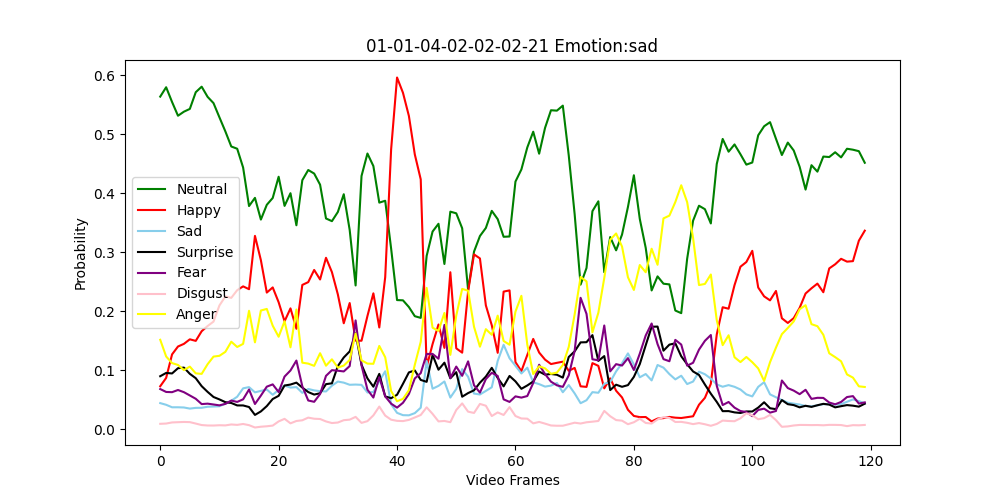 01-01-04-02-02-02-21 Emotion:sad
Probability
0.6
0.5
0.4
0.3
0.2
0.1
0.0
Neutral
Happy
Sad
Surprise
Fear
Disgust
Anger
0 20 40 60 80 100 120
Video Frames